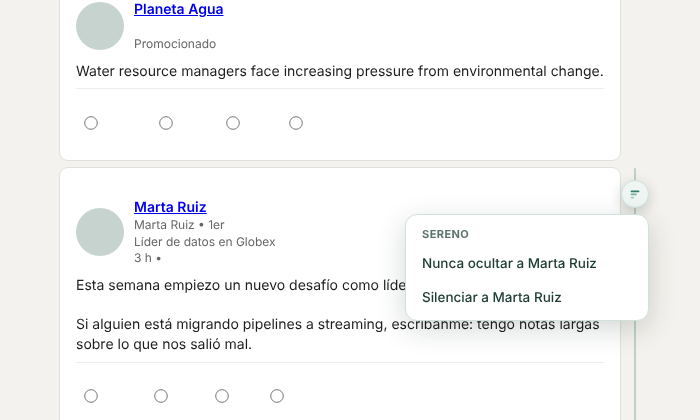 Planeta Agua
Promocionado
Water resource managers face increasing pressure from environmental change.
Marta Ruiz
Marta Ruiz • 1er
Líder de datos en Globex
3 h •
Esta semana empiezo un nuevo desafío como líde
Si alguien está migrando pipelines a streaming, escríbanme: tengo notas largas
sobre lo que nos salió mal.
SERENO
Nunca ocultar a Marta Ruiz
Silenciar a Marta Ruiz